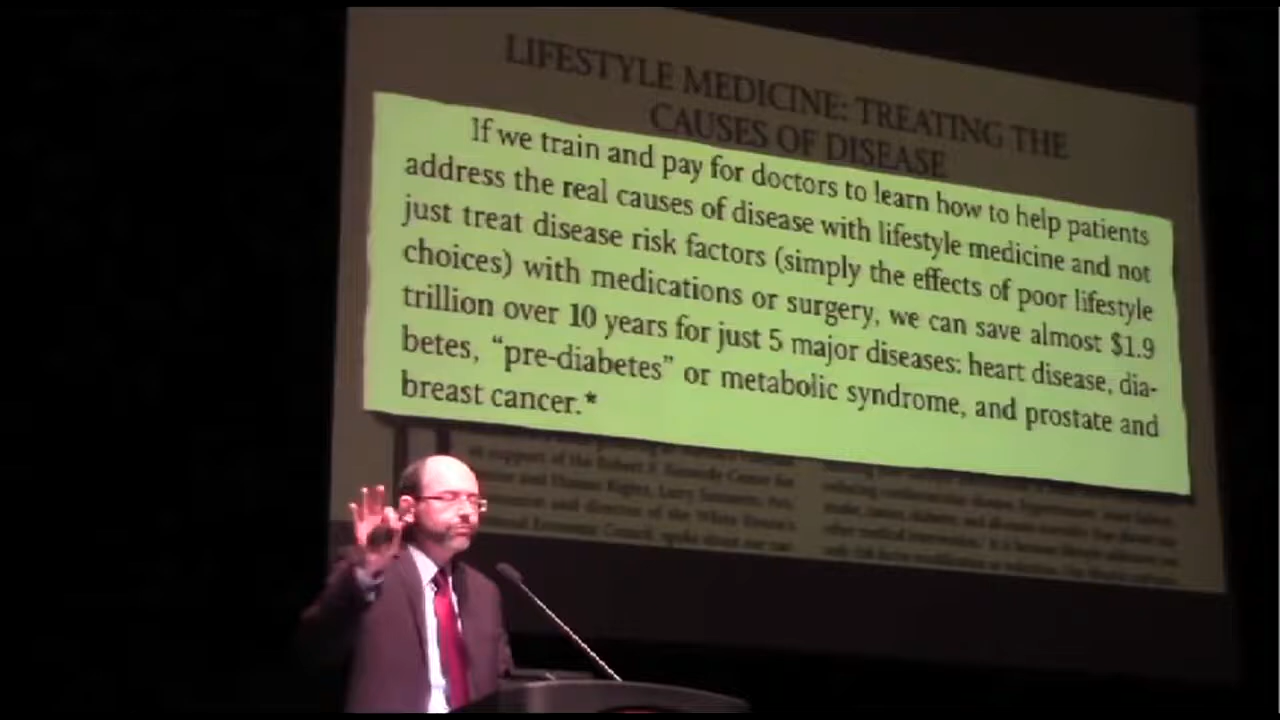 LIFESTYLE MEDICINE: TREATING THE
CAUSES OF DISEASE
If we train and pay for doctors to learn how to help patients
address the real causes of disease with lifestyle medicine and not
just treat disease risk factors (simply the effects of poor lifestyle
choices) with medications or surgery, we can save almost $1.9
trillion over 10 years for just 5 major diseases: heart disease, dia-
betes, “pre-diabetes” or metabolic syndrome, and prostate and
breast cancer.*